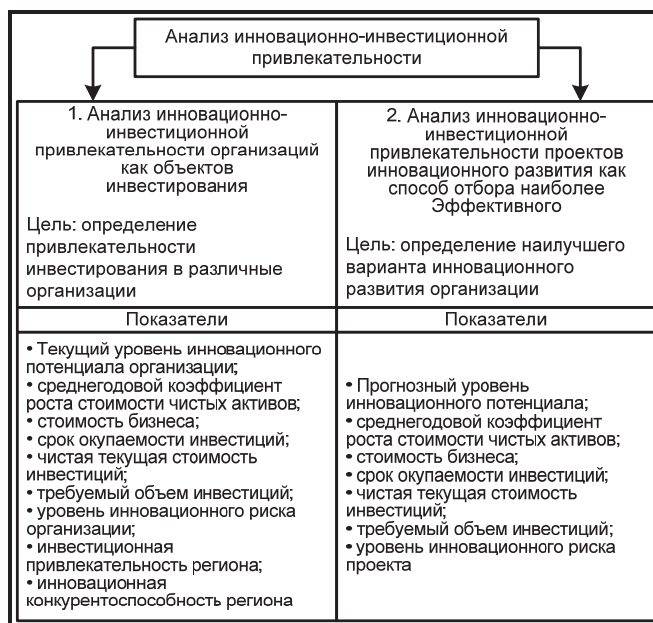 Анализ инновационно-инвестиционной
привлекательности
1. Анализ инновационно-
инвестиционной
привлекательности организаций
как объектов
инвестирования
Цель: определение
привлекательности
инвестирования в различные
организации
2. Анализ инновационно-
инвестиционной
привлекательности проектов
инновационного развития как
способ отбора наиболее
Эффективного
Цель: определение наилучшего
варианта инновационного
развития организации
Показатели
Показатели
• Текущий уровень инновационного
потенциала организации;
• среднегодовой коэффициент
роста стоимости чистых активов;
• стоимость бизнеса;
• срок окупаемости инвестиций;
• чистая текущая стоимость
инвестиций;
• требуемый объем инвестиций;
• уровень инновационного риска
организации;
• инвестиционная
привлекательность региона;
• инновационная
конкурентоспособность региона
• Прогнозный уровень
инновационного потенциала;
• среднегодовой коэффициент
роста стоимости чистых активов;
• стоимость бизнеса;
• срок окупаемости инвестиций;
• чистая текущая стоимость
инвестиций;
• требуемый объем инвестиций;
• уровень инновационного риска
проекта